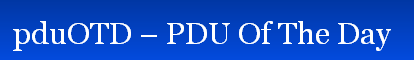 pduOTD – PDU Of The Day